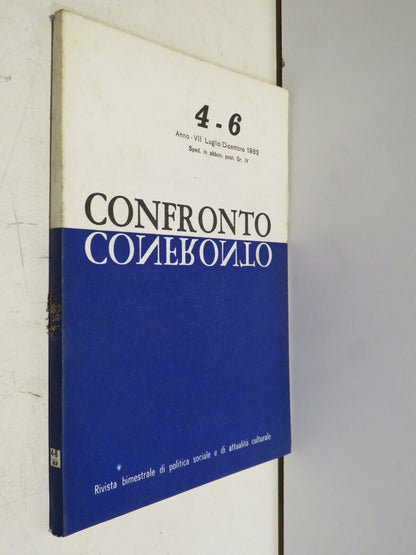 4-6
Anno - VII Luglio/Dicembre 1982
Sped. in abbon. post. Gr. IV
CONFRONTO
CONFRONTO
Rivista bimestrale di politica sociale e di attualità culturale